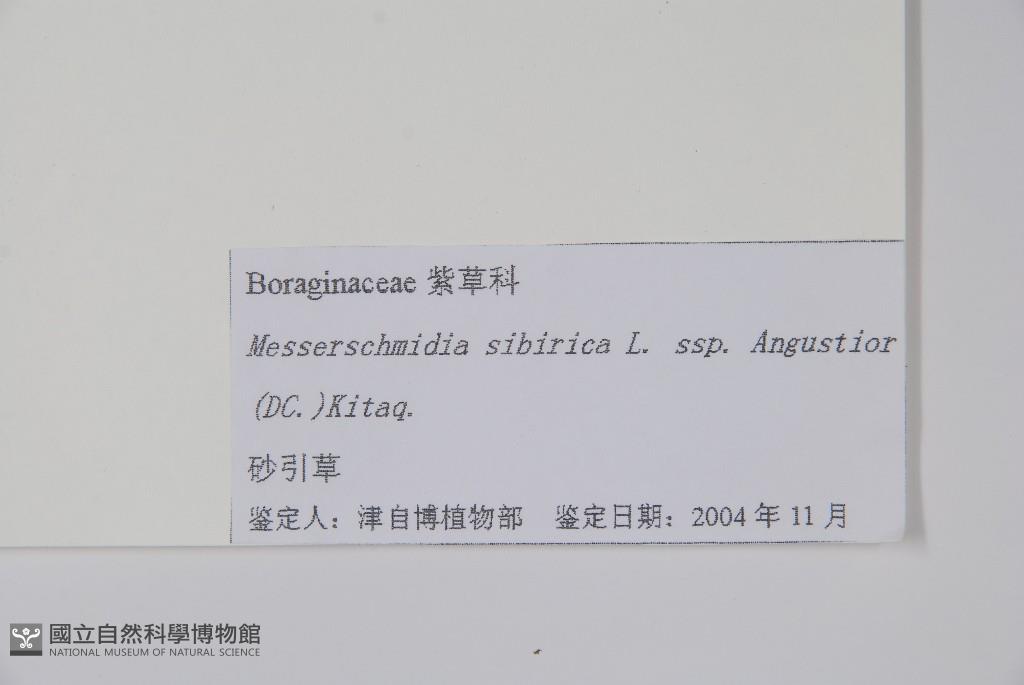 Boraginaceae 紫草科
Messerschmidia sibirica L. ssp. Angustior
(DC.)Kitaq.
砂引草
鉴定人：津自博植物部 鉴定日期：2004 年 11 月
國立自然科學博物館
NATIONAL MUSEUM OF NATURAL SCIENCE